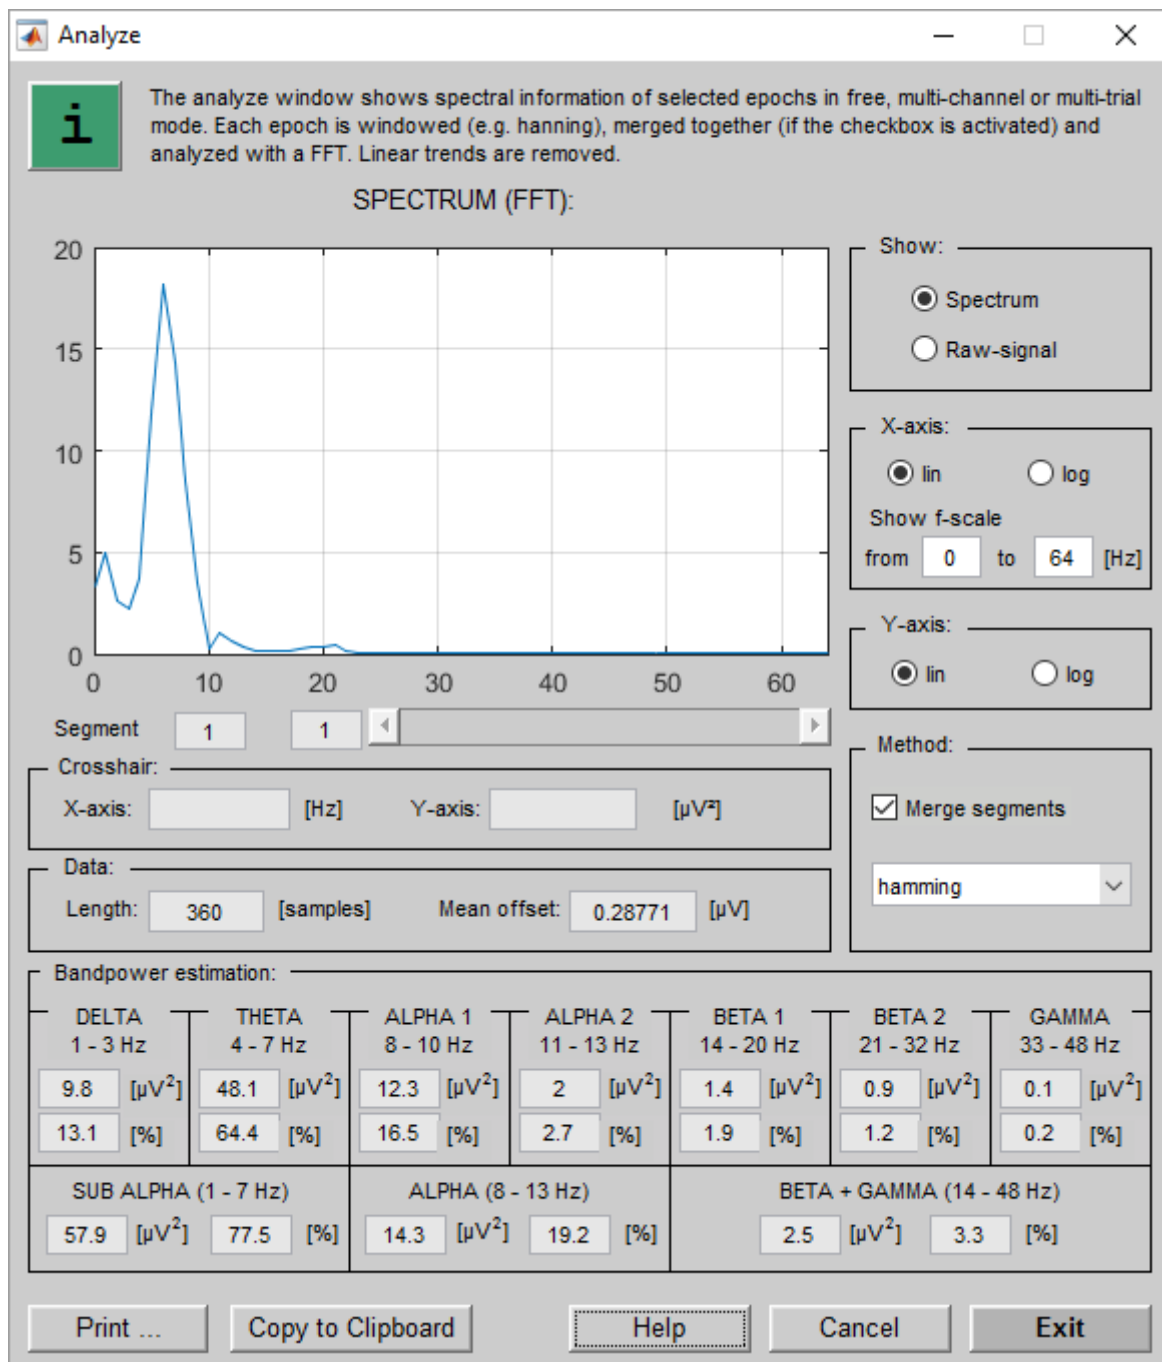 Analyze
i
The analyze window shows spectral information of selected epochs in free, multi-channel or multi-trial
mode. Each epoch is windowed (e.g. hanning), merged together (if the checkbox is activated) and
analyzed with a FFT. Linear trends are removed.
SPECTRUM (FFT):
20
15
10
5
0
0 10 20 30 40 50 60
Show:
Spectrum
Raw-signal
X-axis:
lin log
Show f-scale
from 0 to 64 [Hz]
Y-axis:
lin log
Segment 1 1
Method:
Merge segments
hamming
Crosshair:
X-axis: [Hz] Y-axis: [µV²]
Data:
Length: 360 [samples] Mean offset: 0.28771 [µV]
Bandpower estimation:
DELTA THETA ALPHA 1 ALPHA 2 BETA 1 BETA 2 GAMMA
1 - 3 Hz 4 - 7 Hz 8 - 10 Hz 11 - 13 Hz 14 - 20 Hz 21 - 32 Hz 33 - 48 Hz
9.8 [µV²] 48.1 [µV²] 12.3 [µV²] 2 [µV²] 1.4 [µV²] 0.9 [µV²] 0.1 [µV²]
13.1 [%] 64.4 [%] 16.5 [%] 2.7 [%] 1.9 [%] 1.2 [%] 0.2 [%]
SUB ALPHA (1 - 7 Hz) ALPHA (8 - 13 Hz) BETA + GAMMA (14 - 48 Hz)
57.9 [µV²] 77.5 [%] 14.3 [µV²] 19.2 [%] 2.5 [µV²] 3.3 [%]
Print ... Copy to Clipboard Help Cancel Exit